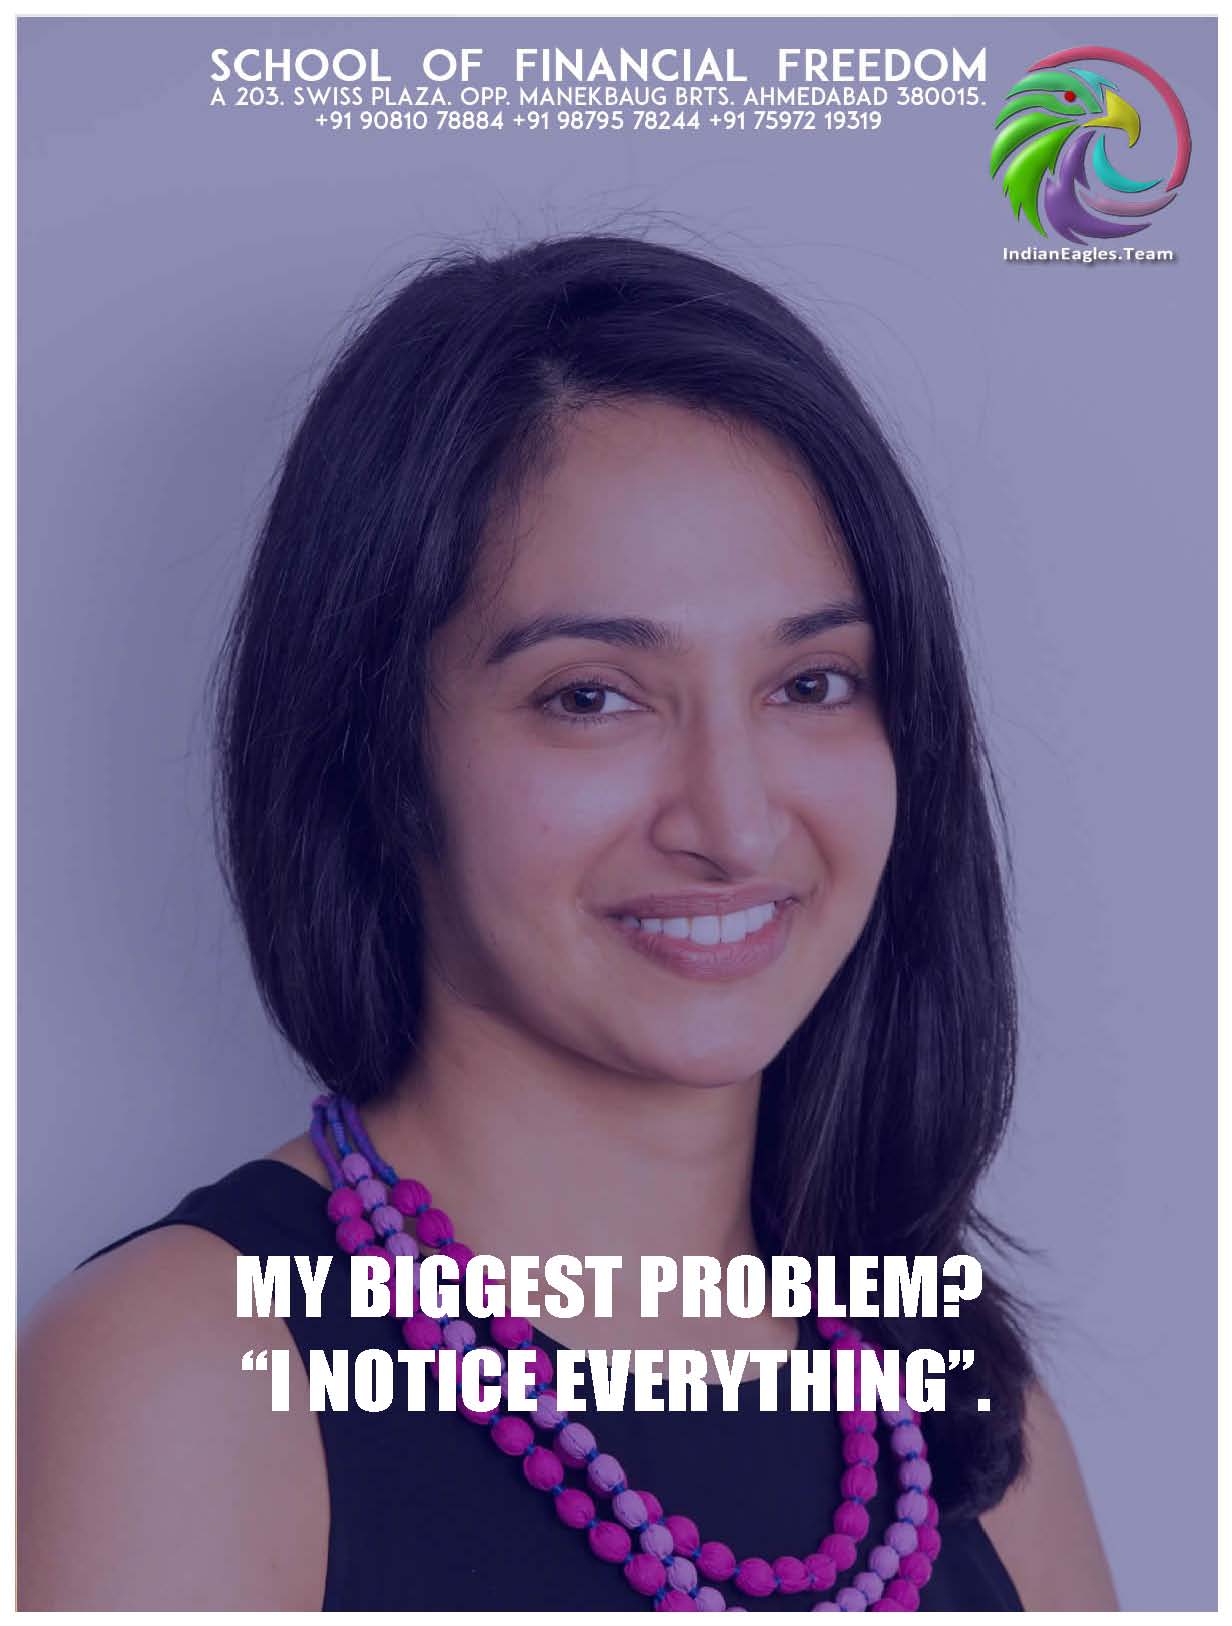 SCHOOL OF FINANCIAL FREEDOM
A 203. SWISS PLAZA. OPP. MANEKBAUG BRTS. AHMEDABAD 380015.
+91 90810 78884 +91 98795 78244 +91 75972 19319
IndianEagles.Team
MY BIGGEST PROBLEM?
“I NOTICE EVERYTHING”.